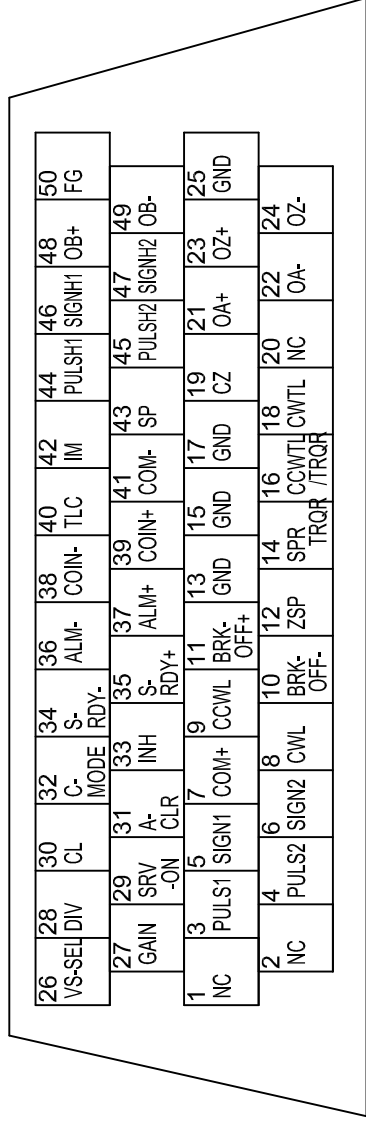 26 VS-SEL
28 DIV
30 CL
32 C-
MODE
34 S-
RDY-
36 ALM-
38 COIN-
40 TLC
42 IM
44 PULSH1
46 SIGNH1
48 OB+
50 FG
27 GAIN
29 SRV
-ON
31 A-
CLR
33 INH
35 S-
RDY+
37 ALM+
39 COIN+
41 COM-
43 SP
45 PULSH2
47 SIGNH2
49 OB-
1 NC
3 PULS1
5 SIGN1
7 COM+
9 CCWL
11 BRK-
OFF+
13 GND
15 GND
17 GND
19 CZ
21 OA+
23 OZ+
25 GND
2 NC
4 PULS2
6 SIGN2
8 CWL
10 BRK-
OFF-
12 ZSP
14 SPR
TRQR
16 CCWTL
/TRQR
18 CWTL
20 NC
22 OA-
24 OZ-